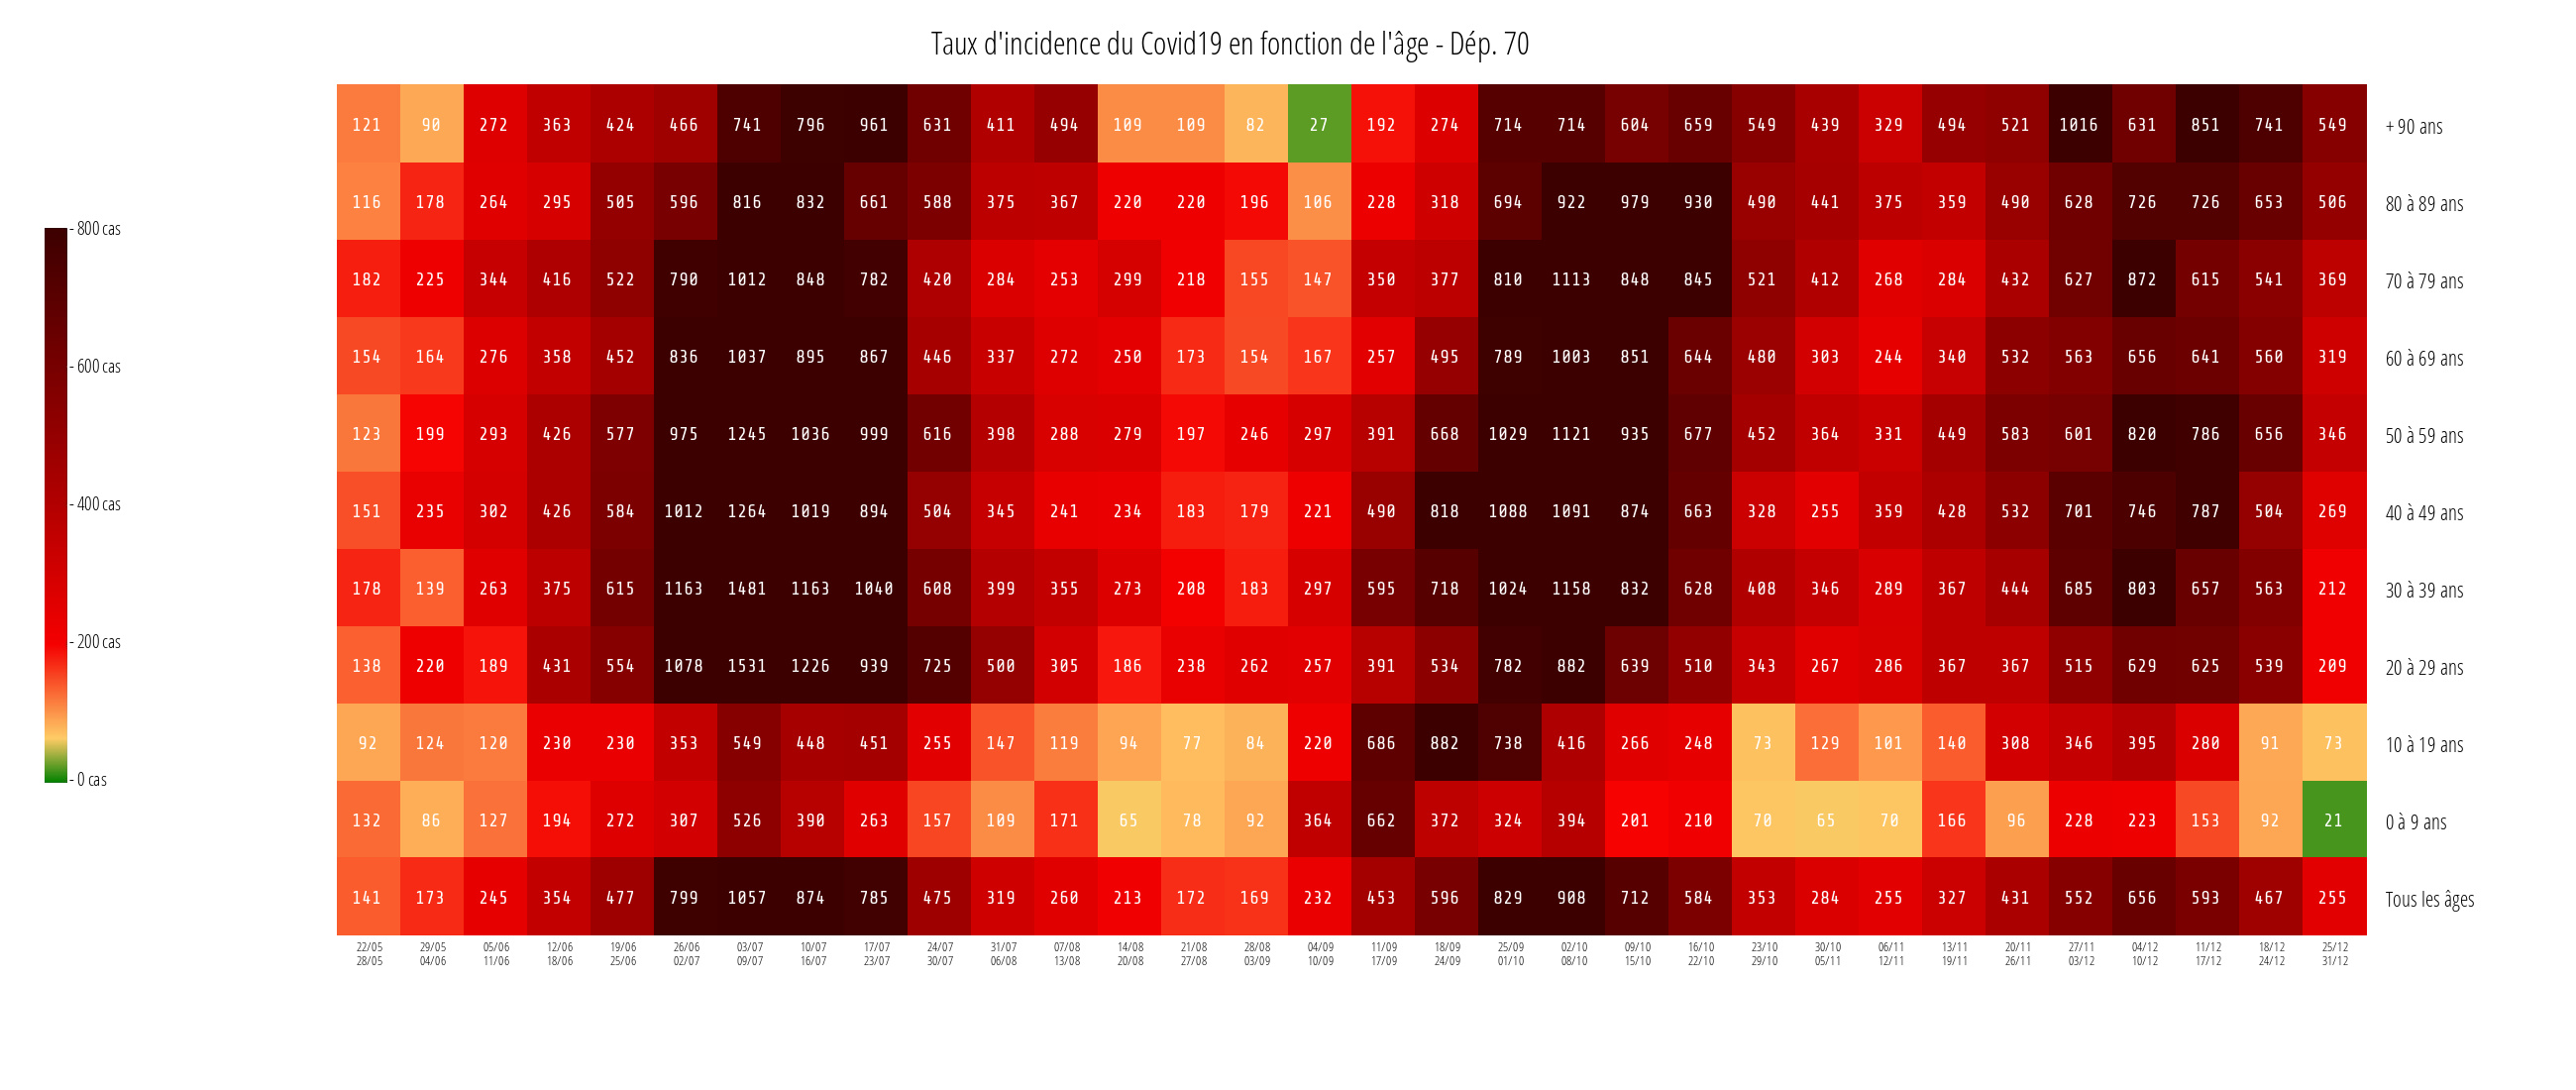 Taux d'incidence du Covid19 en fonction de l'âge - Dép. 70
- 800 cas
- 600 cas
- 400 cas
- 200 cas
- 0 cas
121 90 272 363 424 466 741 796 961 631 411 494 109 109 82 27 192 274 714 714 604 659 549 439 329 494 521 1016 631 851 741 549 + 90 ans
116 178 264 295 505 596 816 832 661 588 375 367 220 220 196 106 228 318 694 922 979 930 490 441 375 359 490 628 726 726 653 506 80 à 89 ans
182 225 344 416 522 790 1012 848 782 420 284 253 299 218 155 147 350 377 810 1113 848 845 521 412 268 284 432 627 872 615 541 369 70 à 79 ans
154 164 276 358 452 836 1037 895 867 446 337 272 250 173 154 167 257 495 789 1003 851 644 480 303 244 340 532 563 656 641 560 319 60 à 69 ans
123 199 293 426 577 975 1245 1036 999 616 398 288 279 197 246 297 391 668 1029 1121 935 677 452 364 331 449 583 601 820 786 656 346 50 à 59 ans
151 235 302 426 584 1012 1264 1019 894 504 345 241 234 183 179 221 490 818 1088 1091 874 663 328 255 359 428 532 701 746 787 504 269 40 à 49 ans
178 139 263 375 615 1163 1481 1163 1040 608 399 355 273 208 183 297 595 718 1024 1158 832 628 408 346 289 367 444 685 803 657 563 212 30 à 39 ans
138 220 189 431 554 1078 1531 1226 939 725 500 305 186 238 262 257 391 534 782 882 639 510 343 267 286 367 367 515 629 625 539 209 20 à 29 ans
92 124 120 230 230 353 549 448 451 255 147 119 94 77 84 220 686 882 738 416 266 248 73 129 101 140 308 346 395 280 91 73 10 à 19 ans
132 86 127 194 272 307 526 390 263 157 109 171 65 78 92 364 662 372 324 394 201 210 70 65 70 166 96 228 223 153 92 21 0 à 9 ans
141 173 245 354 477 799 1057 874 785 475 319 260 213 172 169 232 453 596 829 908 712 584 353 284 255 327 431 552 656 593 467 255 Tous les âges
22/05 29/05 05/06 12/06 19/06 26/06 03/07 10/07 17/07 24/07 31/07 07/08 14/08 21/08 28/08 04/09 11/09 18/09 25/09 02/10 09/10 16/10 23/10 30/10 06/11 13/11 20/11 27/11 04/12 11/12 18/12 25/12
28/05 04/06 11/06 18/06 25/06 02/07 09/07 16/07 23/07 30/07 06/08 13/08 20/08 27/08 03/09 10/09 17/09 24/09 01/10 08/10 15/10 22/10 29/10 05/11 12/11 19/11 26/11 03/12 10/12 17/12 24/12 31/12